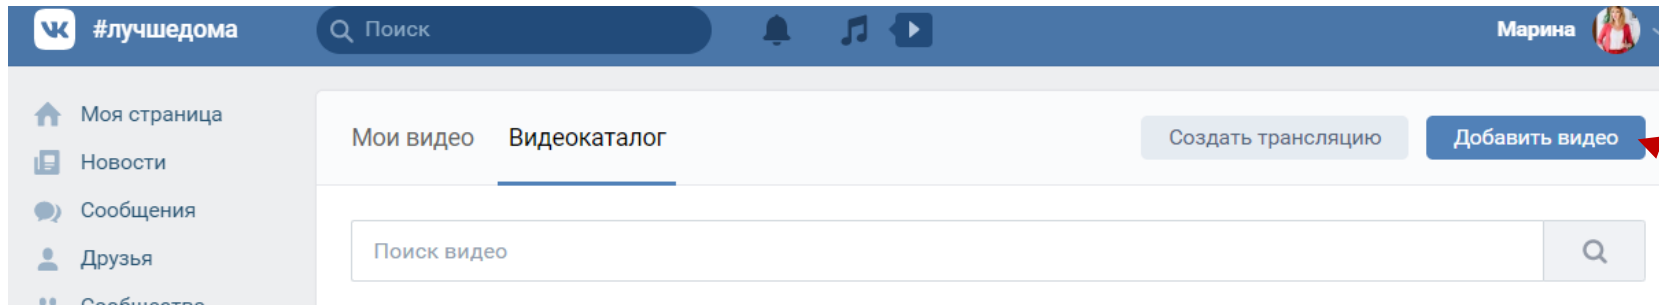 #лучшедома
Поиск
Марина
Моя страница
Новости
Сообщения
Друзья
Мои видео
Видеокаталог
Создать трансляцию
Добавить видео
Поиск видео